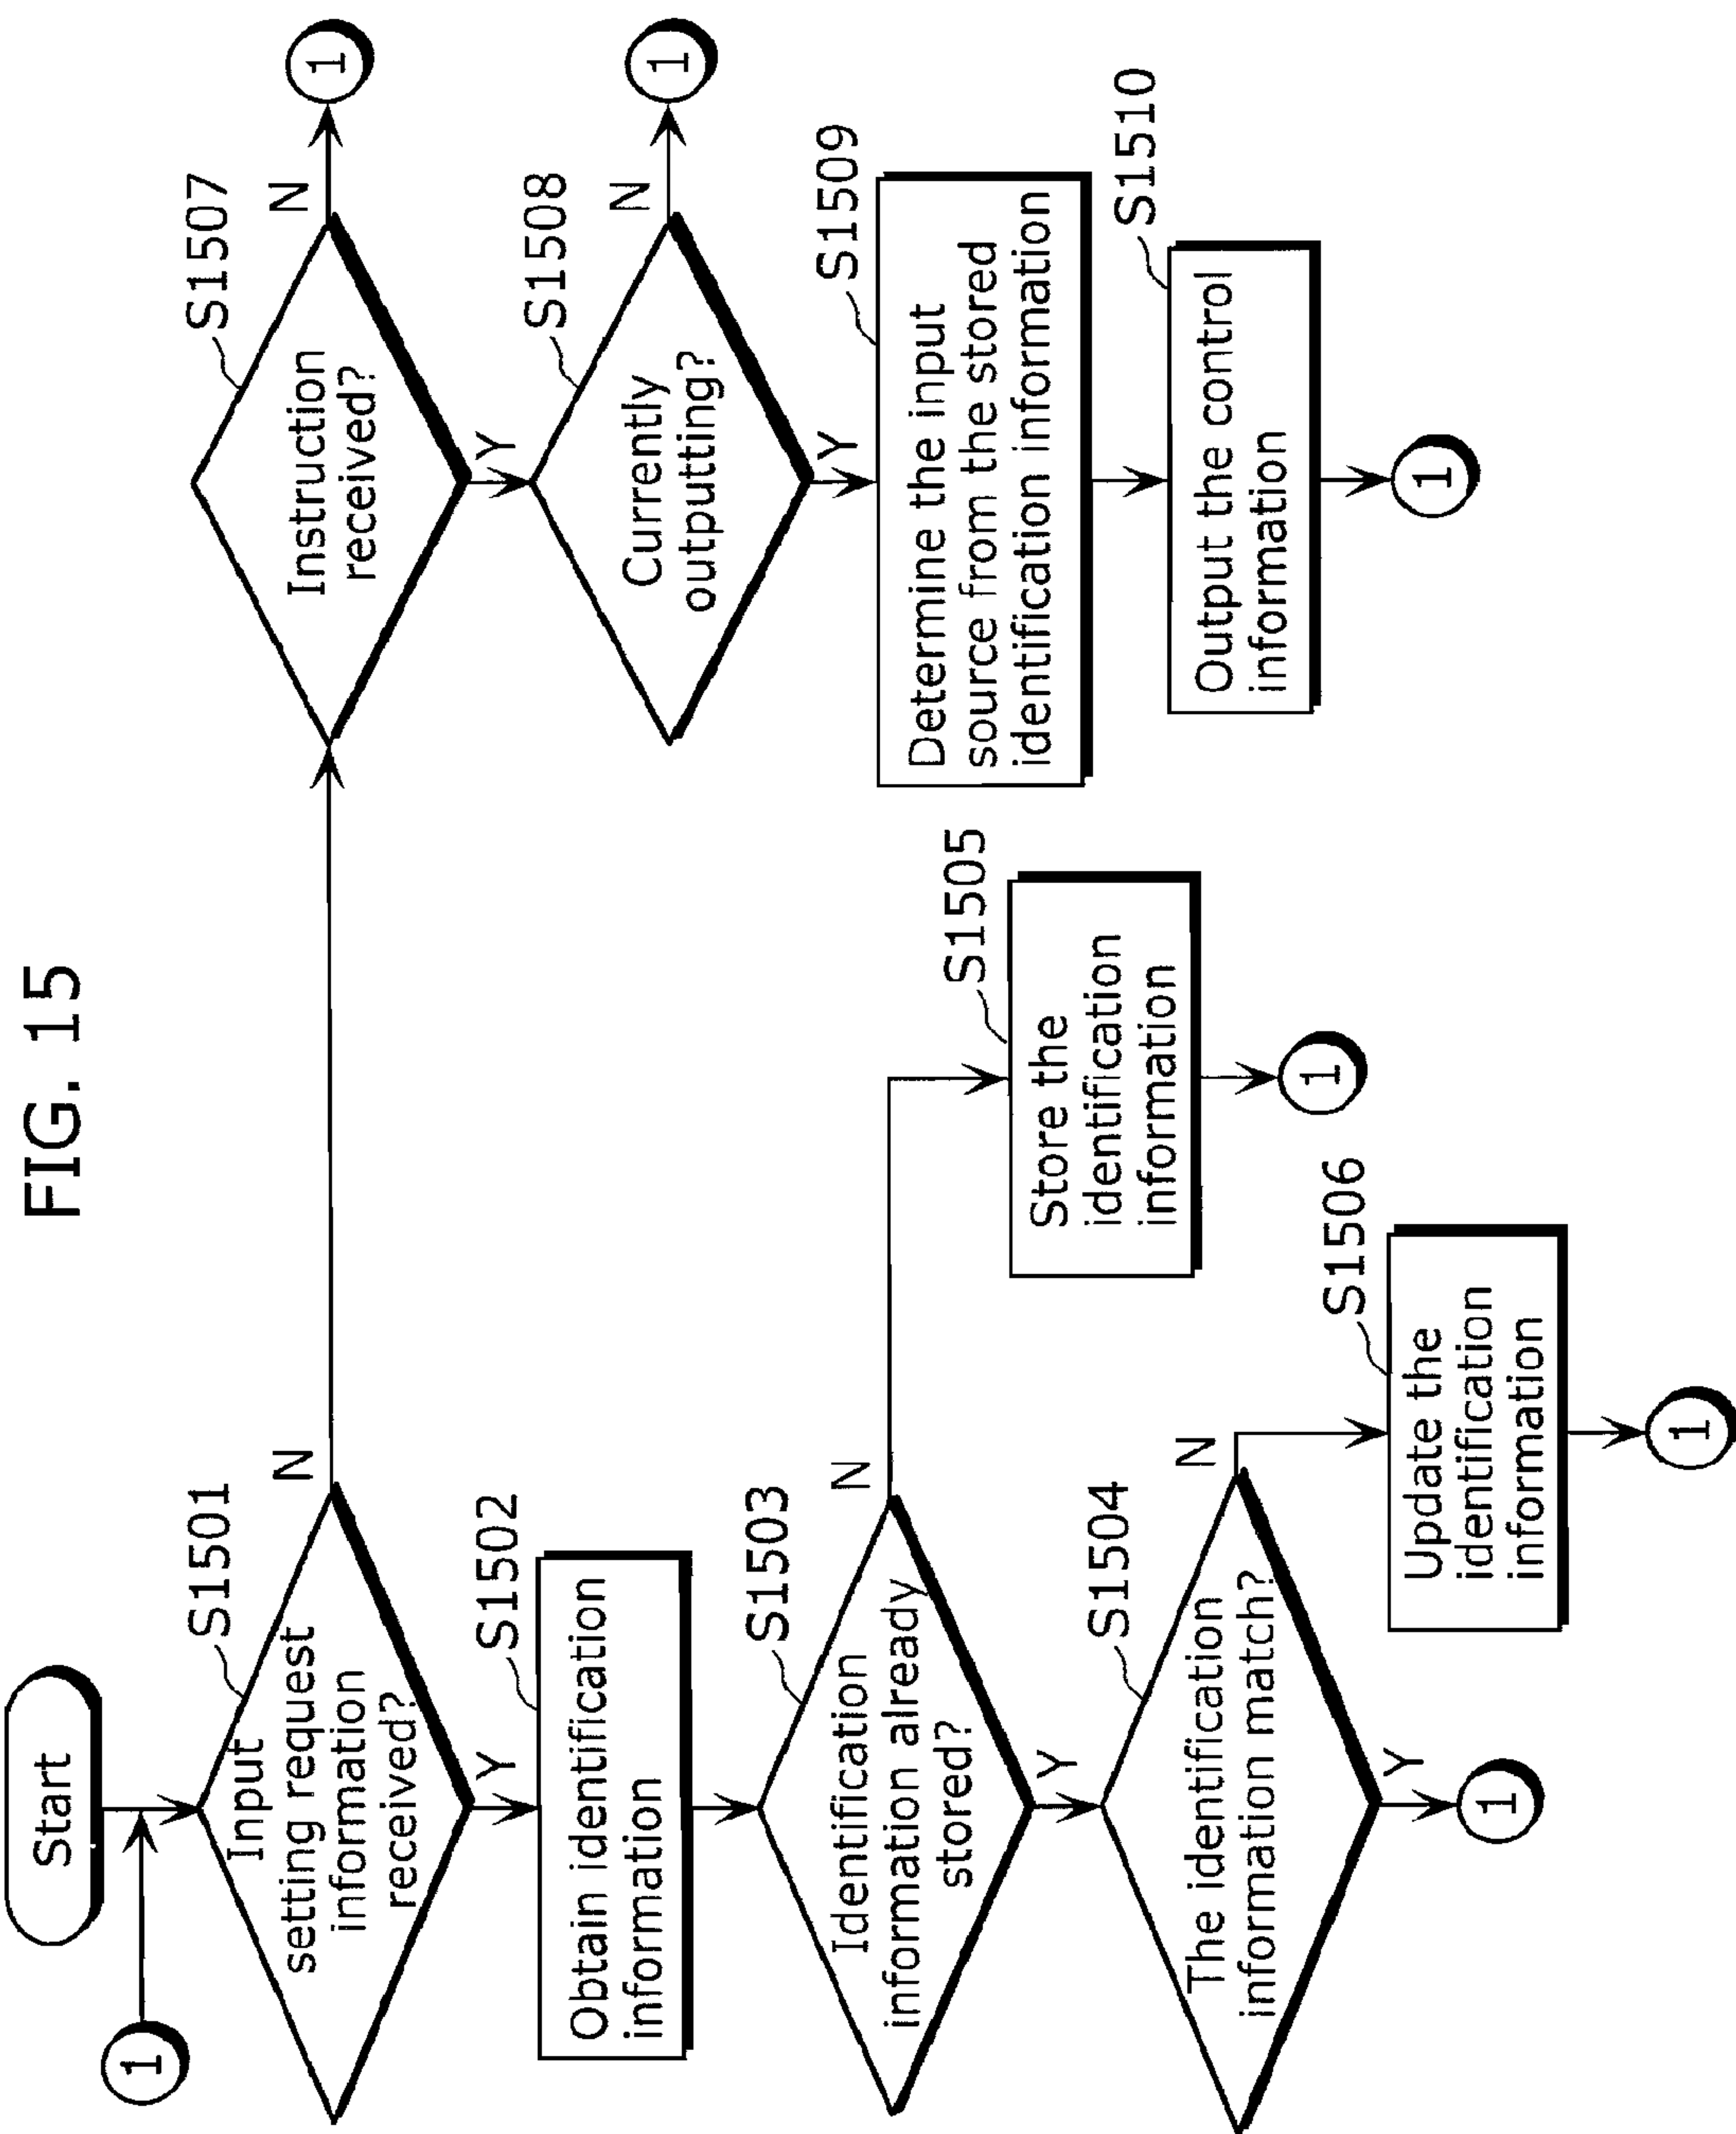 FIG. 15
Start
1
S1501
Input
setting request
information
received?
N
Y
S1502
Obtain identification
information
S1503
Identification
information already
stored?
N
Y
S1504
The identification
information match?
N
Y
1
S1505
Store the
identification
information
1
S1506
Update the
identification
information
1
S1507
Instruction
received?
N
1
Y
S1508
Currently
outputting?
N
1
Y
S1509
Determine the input
source from the stored
identification information
S1510
Output the control
information
1